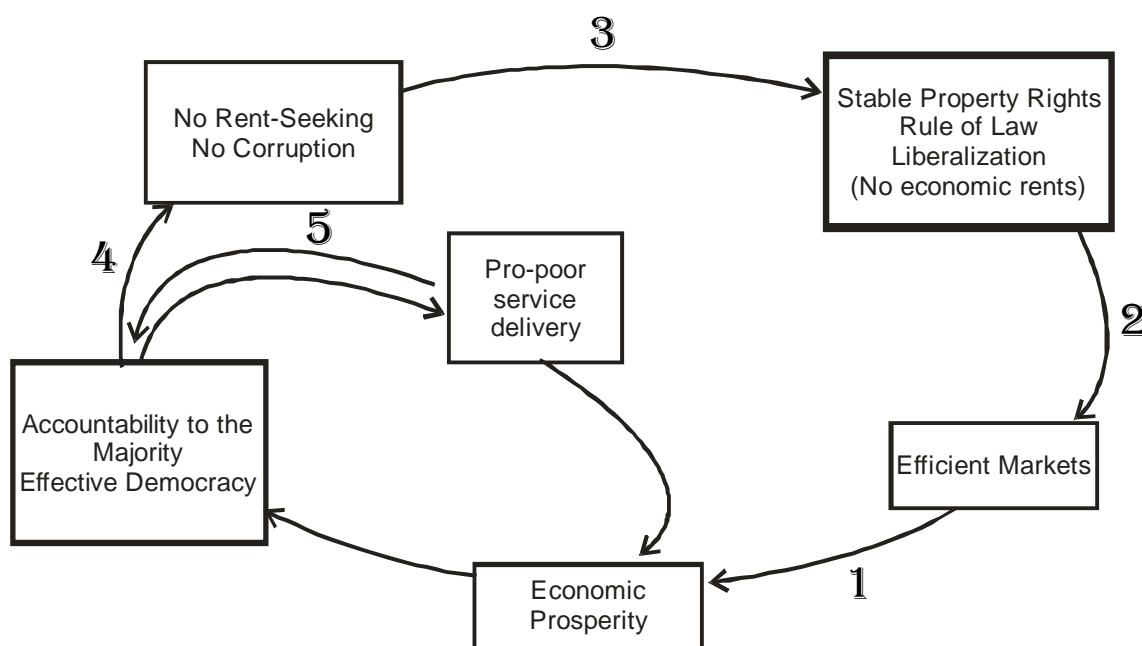 3
No Rent-Seeking
No Corruption
Stable Property Rights
Rule of Law
Liberalization
(No economic rents)
4
5
Pro-poor
service
delivery
2
Accountability to the
Majority
Effective Democracy
Efficient Markets
1
Economic
Prosperity